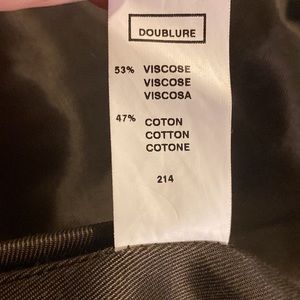 DOUBLURE
53% VISCOSE
VISCOSE
VISCOSA
47% COTON
COTTON
COTONE
214